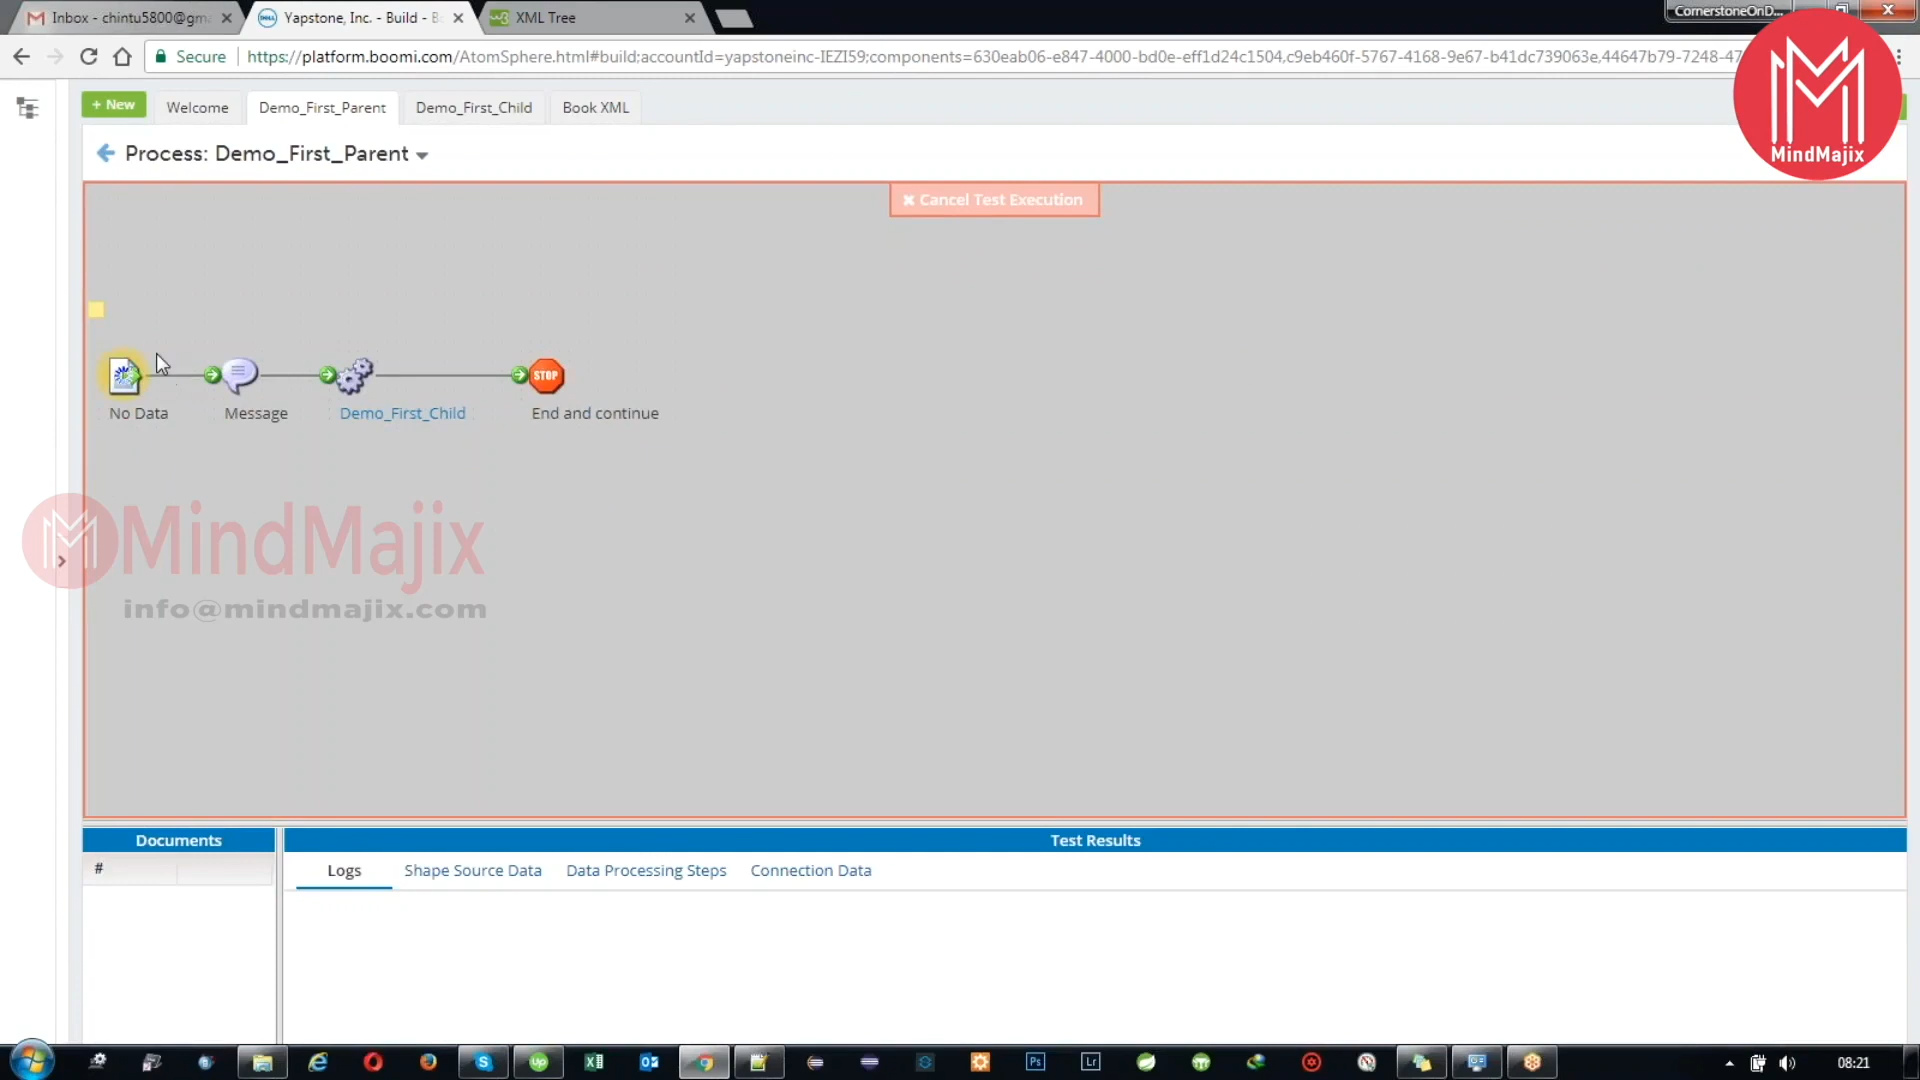 Inbox - chintu5800@gm
Yapstone, Inc. - Build - B
XML Tree
CornerstoneOnD...
Secure
https://platform.boomi.com/AtomSphere.html#build;accountId=yapstoneinc-IEZI59;components=630eab06-e847-4000-bd0e-eff1d24c1504,c9eb460f-5767-4168-9e67-b41dc739063e,44647b79-7248-47
MindMajix
+ New
Welcome
Demo_First_Parent
Demo_First_Child
Book XML
Process: Demo_First_Parent
Cancel Test Execution
STOP
No Data
Message
Demo_First_Child
End and continue
MindMajix
info@mindmajix.com
Documents
Test Results
#
Logs
Shape Source Data
Data Processing Steps
Connection Data
08:21